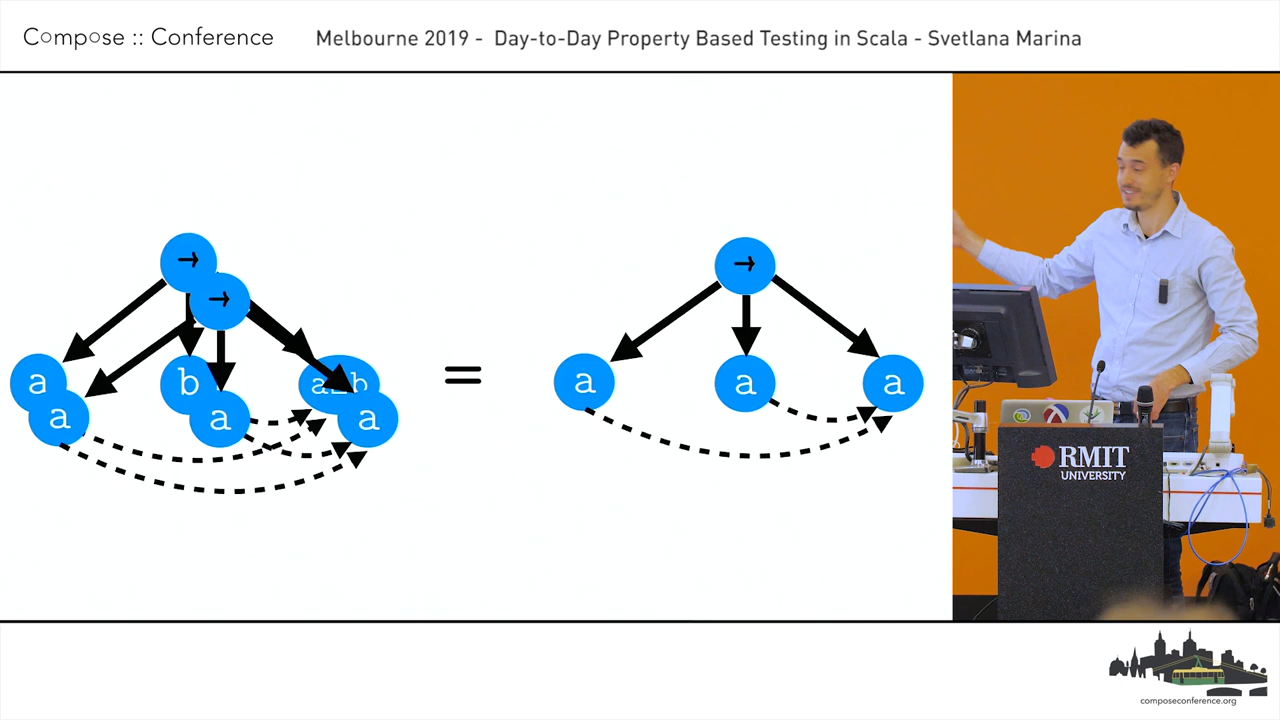 Compose :: Conference
Melbourne 2019 - Day-to-Day Property Based Testing in Scala - Svetlana Marina
→
→
a
b
a
a
a
=
→
a
a
a
RMIT
UNIVERSITY
composeconference.org